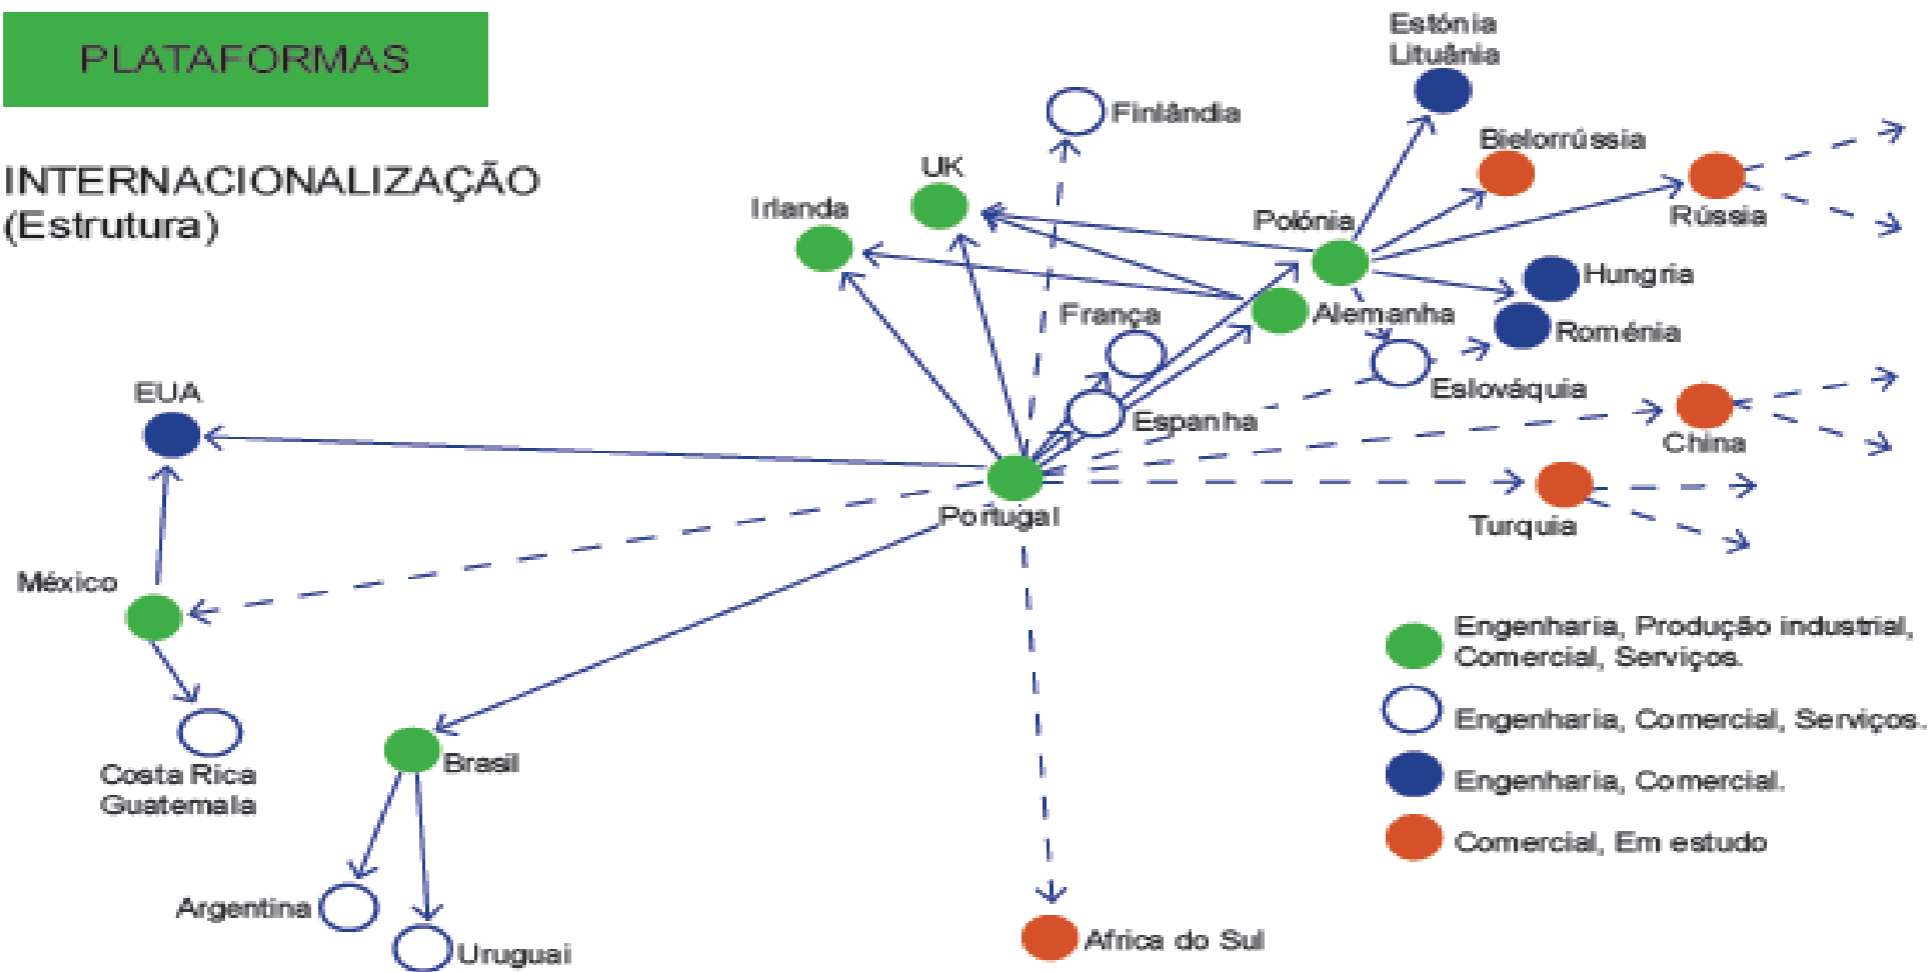 PLATAFORMAS
INTERNACIONALIZAÇÃO
(Estrutura)
Estónia
Lituânia
Finlândia
Bielorrússia
UK
Irlanda
Polónia
Rússia
Hungria
França
Alemanha
Roménia
EUA
Eslováquia
Espanha
China
Portugal
Turquia
México
Engenharia, Produção industrial,
Comercial, Serviços.
Engenharia, Comercial, Serviços.
Brasil
Costa Rica
Guatemala
Engenharia, Comercial.
Comercial, Em estudo
Argentina
Africa do Sul
Uruguai